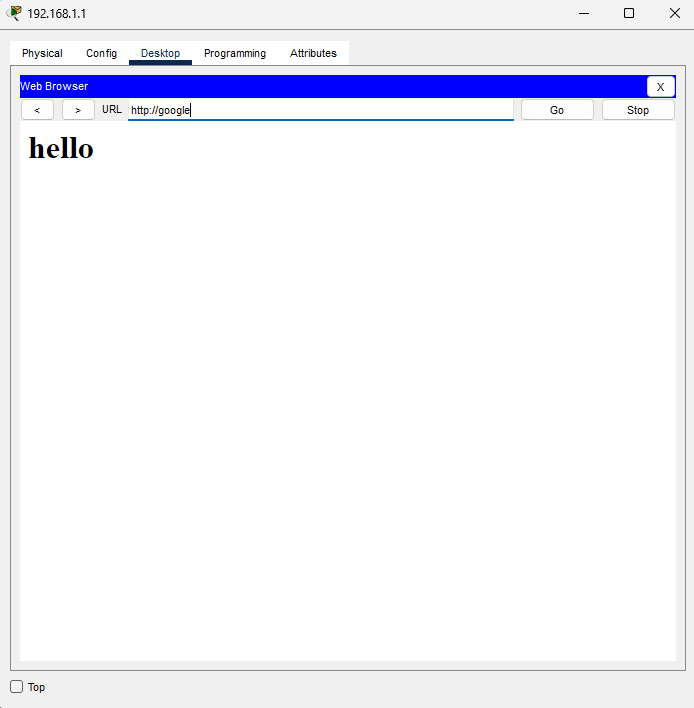 192.168.1.1
Physical Config Desktop Programming Attributes
Web Browser X
< > URL http://google Go Stop
hello
Top